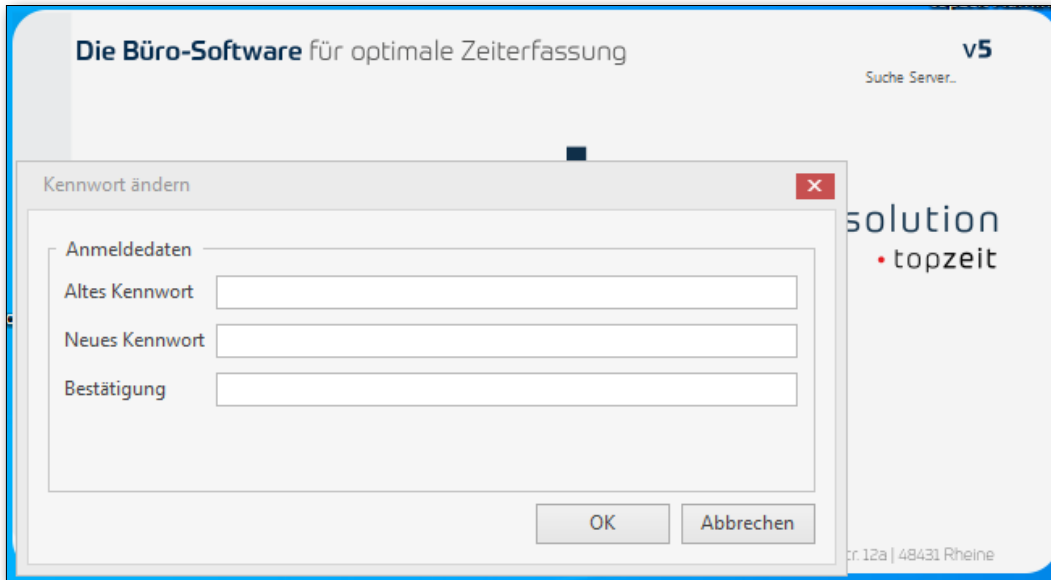 Die Büro-Software für optimale Zeiterfassung
v5
Suche Server...
Kennwort ändern
solution
topzeit
Anmeldedaten
Altes Kennwort
Neues Kennwort
Bestätigung
OK
Abbrechen
12a | 48431 Rheine